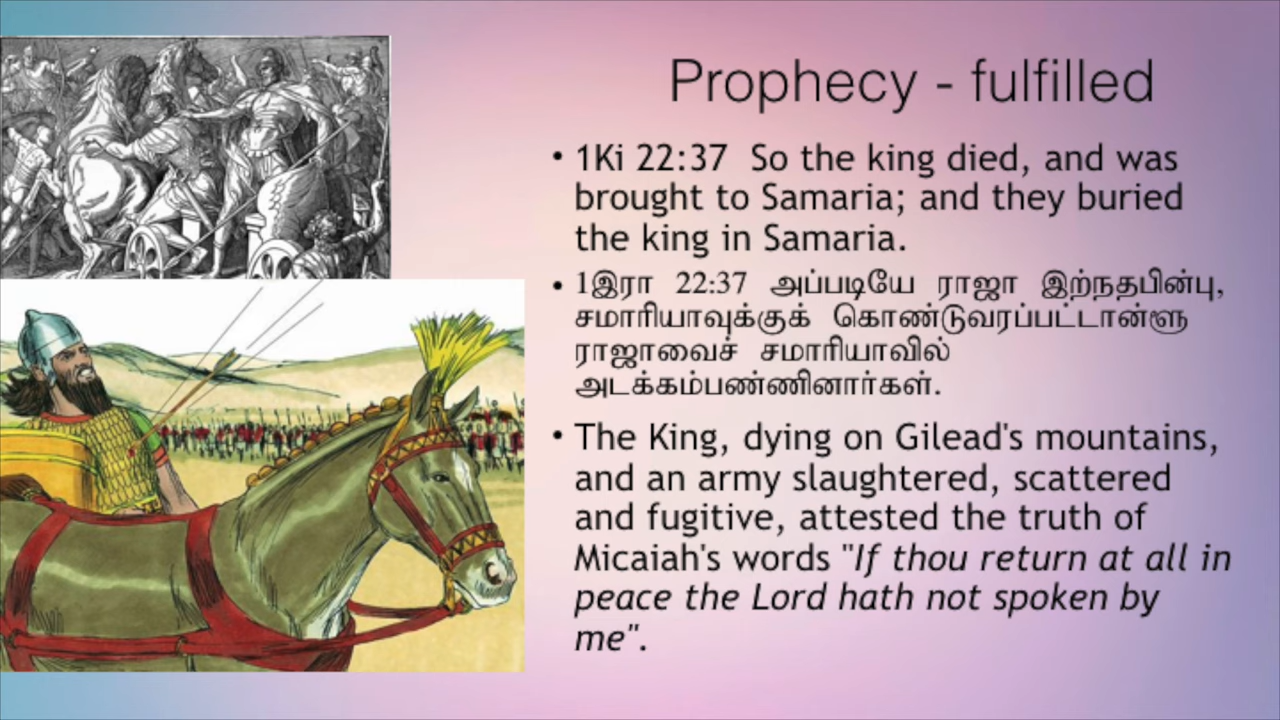 Prophecy - fulfilled
• 1Ki 22:37 So the king died, and was
brought to Samaria; and they buried
the king in Samaria.
• 1இரா 22:37 அப்படியே ராஜா இற்நதபின்பு,
சமாரியாவுக்குக் கொண்டுவரப்பட்டான்ளூ
ராஜாவைச் சமாரியாவில்
அடக்கம்பண்ணினார்கள்.
• The King, dying on Gilead's mountains,
and an army slaughtered, scattered
and fugitive, attested the truth of
Micaiah's words "If thou return at all in
peace the Lord hath not spoken by
me".